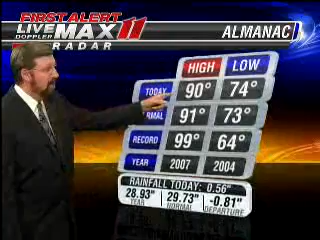 FIRST ALERT
LIVE MAX 11
DOPPLER
RADAR
ALMANAC
HIGH LOW
TODAY 90° 74°
91° 73°
RECORD 99° 64°
YEAR 2007 2004
RAINFALL TODAY: 0.56"
28.93" 29.73" -0.81"
YEAR NORMAL DEPARTURE